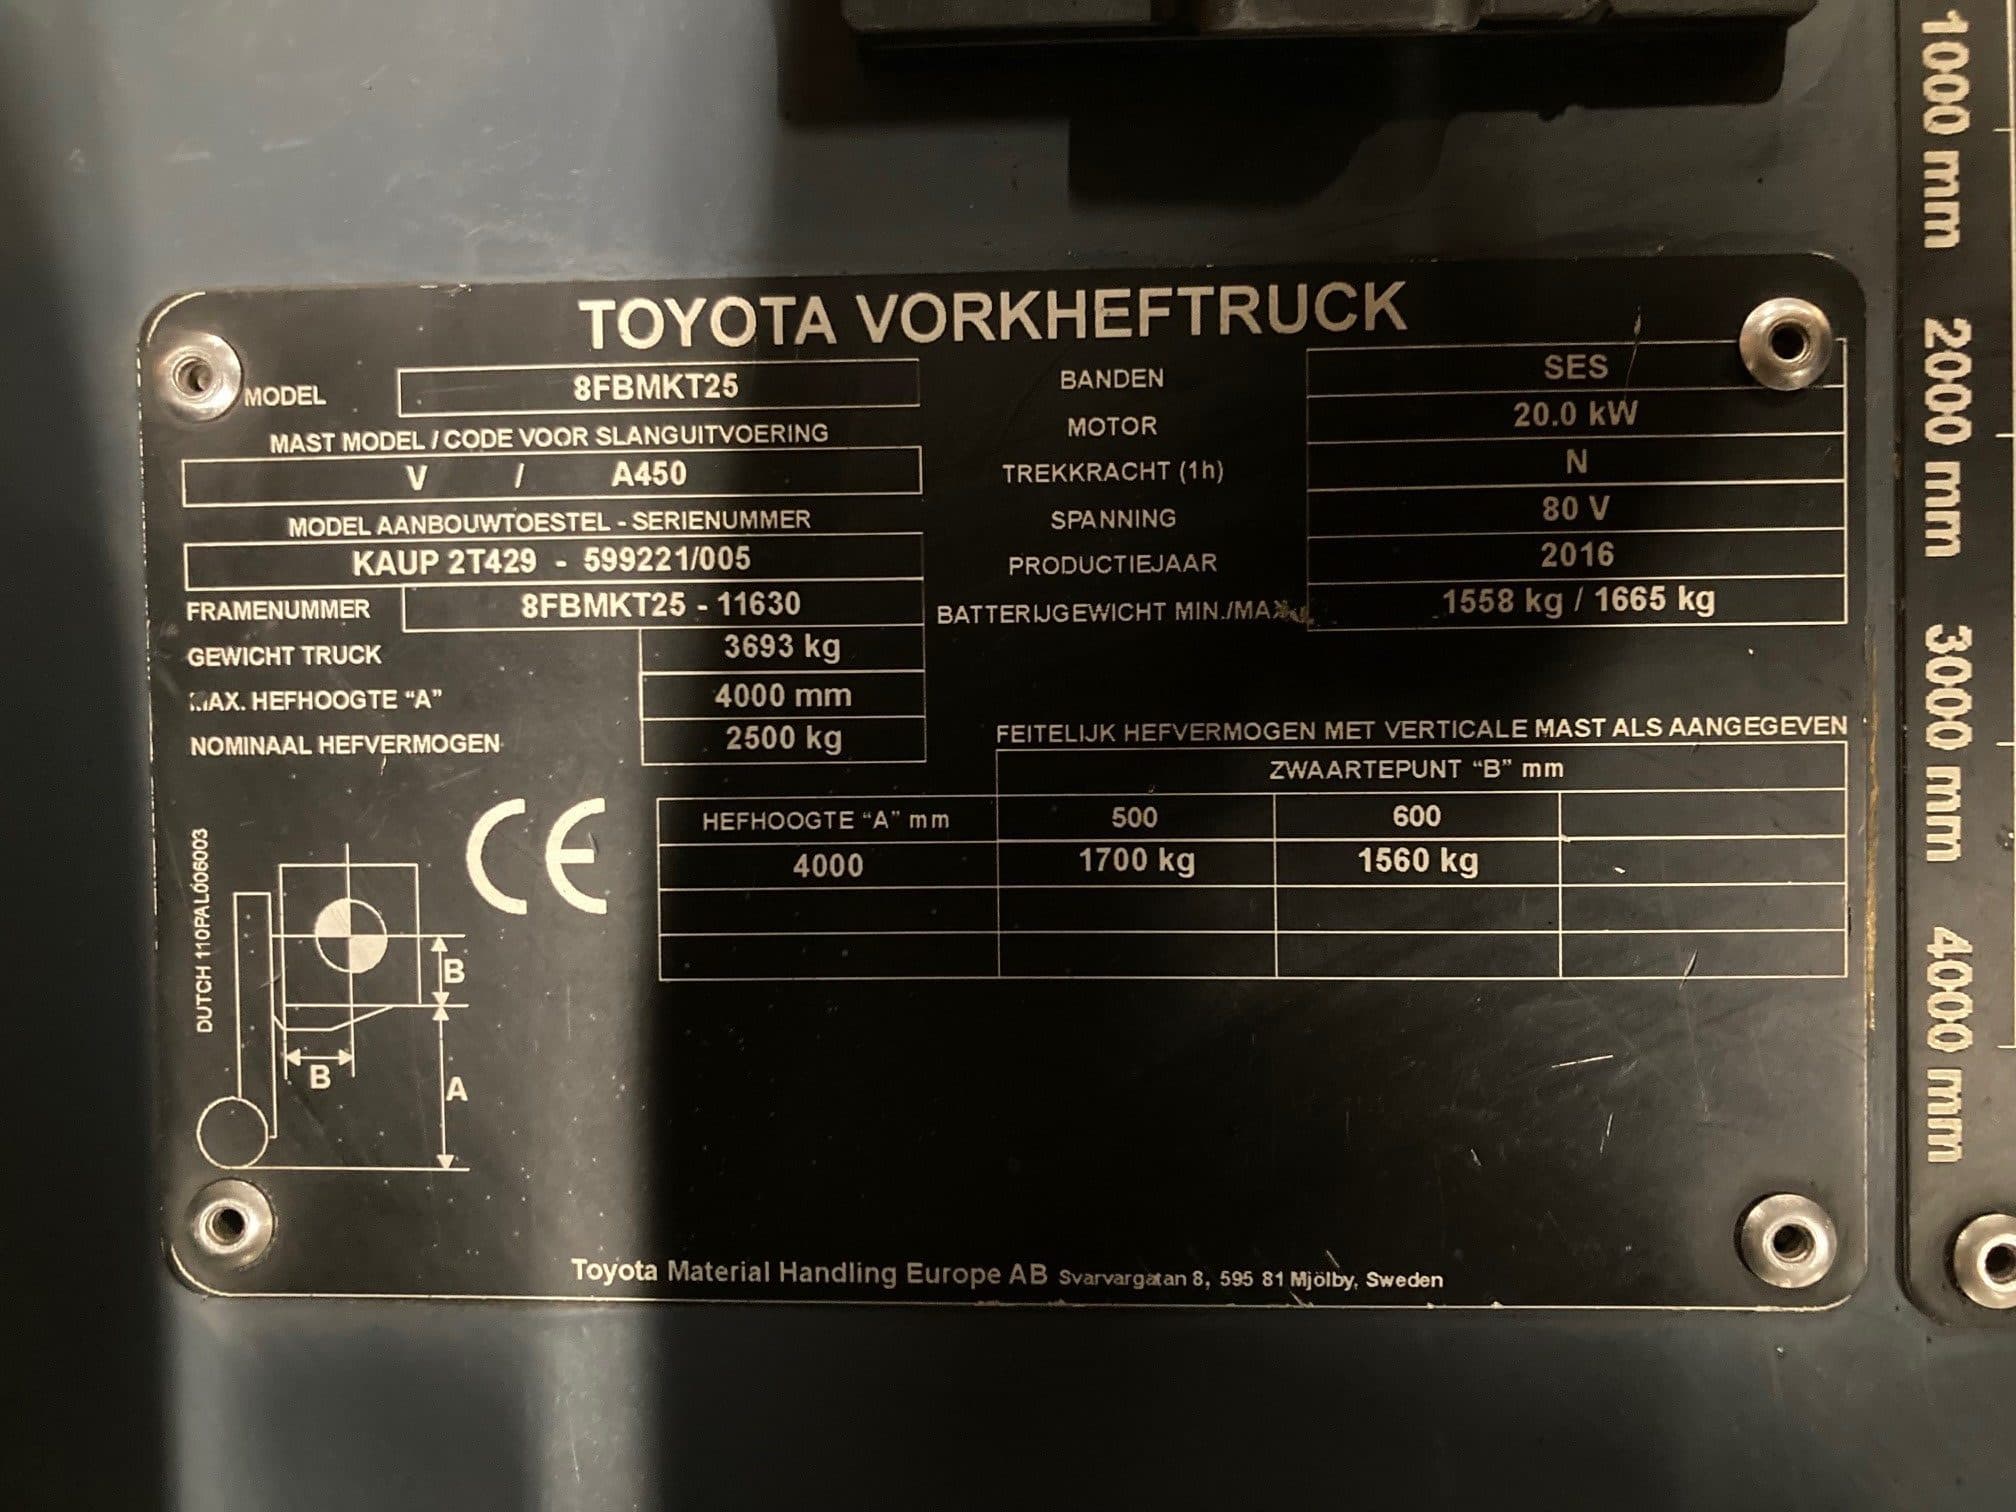 TOYOTA VORKHEFTRUCK
MODEL 8FBMKT25
MAST MODEL / CODE VOOR SLANGUITVOERING
V / A450
MODEL AANBOUWTOESTEL - SERIENUMMER
KAUP 2T429 - 599221/005
FRAMENUMMER 8FBMKT25 - 11630
GEWICHT TRUCK 3693 kg
MAX. HEFHOOGTE “A” 4000 mm
NOMINAAL HEFVERMOGEN 2500 kg
BANDEN SES
MOTOR 20.0 kW
TREKKRACHT (1h) N
SPANNING 80 V
PRODUCTIEJAAR 2016
BATTERIJGEWICHT MIN./MAX. 1558 kg / 1665 kg
FEITELIJK HEFVERMOGEN MET VERTICALE MAST ALS AANGEGEVEN
ZWAARTEPUNT “B” mm
HEFHOOGTE “A” mm 500 600
4000 1700 kg 1560 kg
CE
DUTCH 110PAL006003
B
B
A
Toyota Material Handling Europe AB Svarvargatan 8, 595 81 Mjölby, Sweden
1000 mm
2000 mm
3000 mm
4000 mm